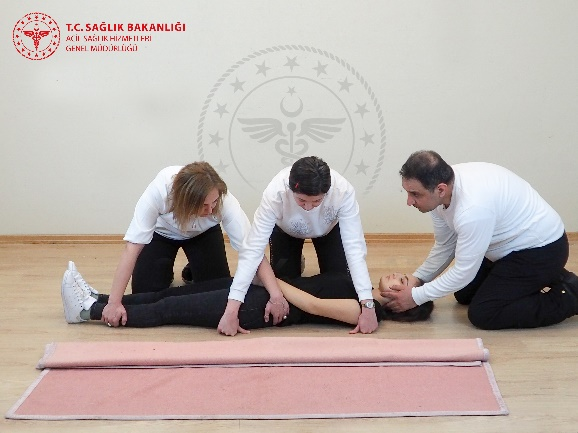 T.C. SAĞLIK BAKANLIĞI
ACİL SAĞLIK HİZMETLERİ
GENEL MÜDÜRLÜĞÜ